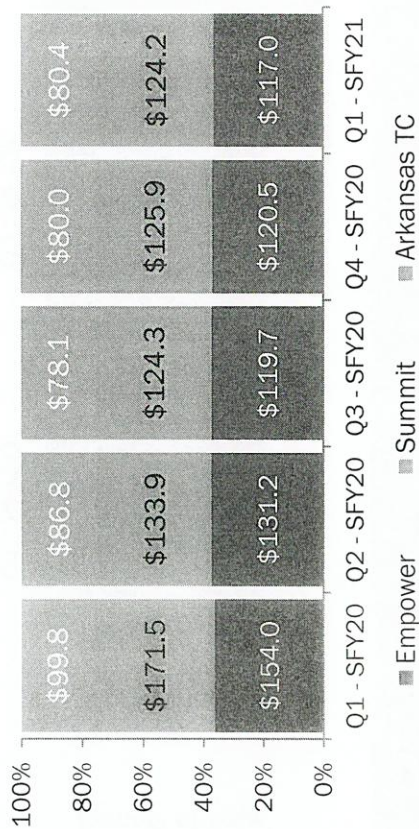 100%
80%
60%
40%
20%
0%
$99.8 $86.8 $78.1 $80.0 $80.4
$171.5 $133.9 $124.3 $125.9 $124.2
$154.0 $131.2 $119.7 $120.5 $117.0
Q1 - SFY20 Q2 - SFY20 Q3 - SFY20 Q4 - SFY20 Q1 - SFY21
Empower Summit Arkansas TC